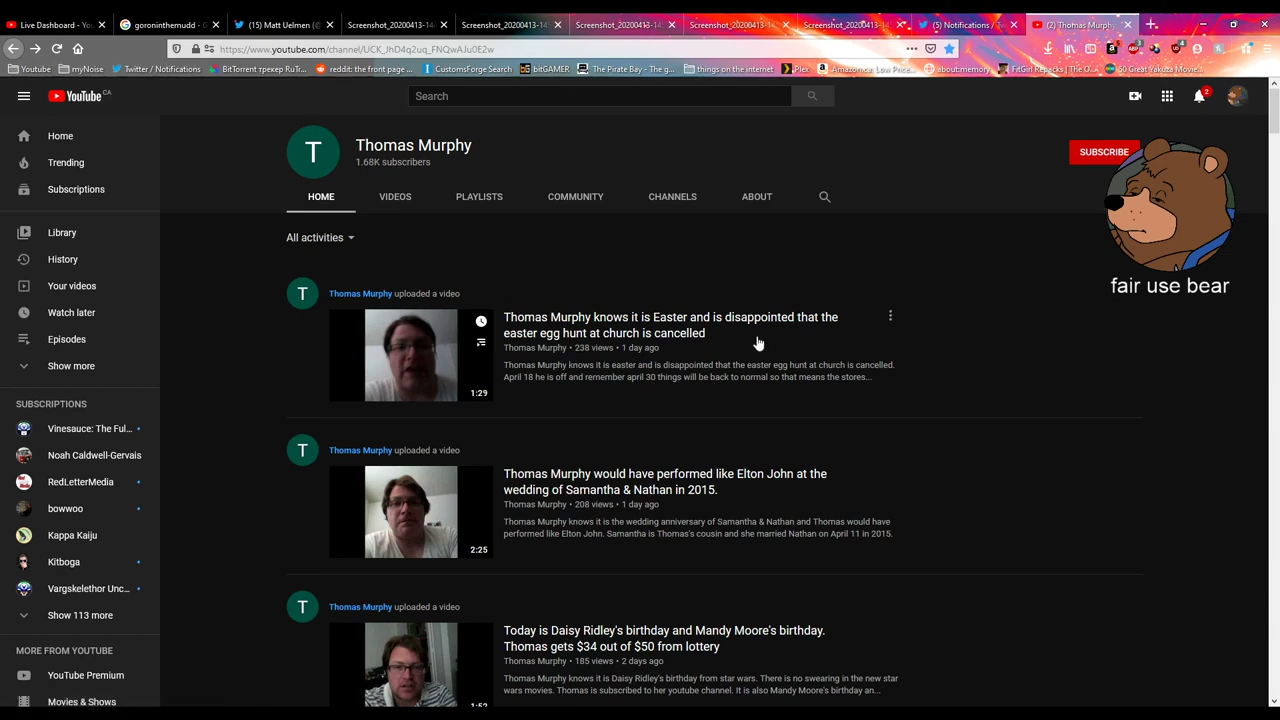 Live Dashboard - You
goroninthemudd - G
(15) Matt Uelmen (@
Screenshot_20200413-14
Screenshot_20200413-14
Screenshot_20200413-14
Screenshot_20200413-14
Screenshot_20200413-14
(5) Notifications / Tw
(2) Thomas Murphy
https://www.youtube.com/channel/UCK_JhD4q2uq_FNQwAJu0E2w
Youtube
myNoise
Twitter / Notifications
BitTorrent трекер RuTr...
reddit: the front page ...
CustomsForge Search
bitGAMER
The Pirate Bay - The g...
things on the internet
Plex
Amazon.ca: Low Price...
about:memory
FitGirl Repacks | The O...
50 Great Yakuza Movie...
YouTube CA
Search
2
Home
Trending
Subscriptions
Library
History
Your videos
Watch later
Episodes
Show more
SUBSCRIPTIONS
Vinesauce: The Ful...
Noah Caldwell-Gervais
RedLetterMedia
bowwoo
Kappa Kaiju
Kitboga
Vargskelethor Unc...
Show 113 more
MORE FROM YOUTUBE
YouTube Premium
Movies & Shows
T
Thomas Murphy
1.68K subscribers
SUBSCRIBE
HOME
VIDEOS
PLAYLISTS
COMMUNITY
CHANNELS
ABOUT
fair use bear
All activities
T
Thomas Murphy uploaded a video
1:29
Thomas Murphy knows it is Easter and is disappointed that the
easter egg hunt at church is cancelled
Thomas Murphy • 238 views • 1 day ago
Thomas Murphy knows it is easter and is disappointed that the easter egg hunt at church is cancelled.
April 18 he is off and remember april 30 things will be back to normal so that means the stores...
T
Thomas Murphy uploaded a video
2:25
Thomas Murphy would have performed like Elton John at the
wedding of Samantha & Nathan in 2015.
Thomas Murphy • 208 views • 1 day ago
Thomas Murphy knows it is the wedding anniversary of Samantha & Nathan and Thomas would have
performed like Elton John. Samantha is Thomas's cousin and she married Nathan on April 11 in 2015.
T
Thomas Murphy uploaded a video
1:52
Today is Daisy Ridley's birthday and Mandy Moore's birthday.
Thomas gets $34 out of $50 from lottery
Thomas Murphy • 185 views • 2 days ago
Thomas Murphy knows it is Daisy Ridley's birthday from star wars. There is no swearing in the new star
wars movies. Thomas is subscribed to her youtube channel. It is also Mandy Moore's birthday an...